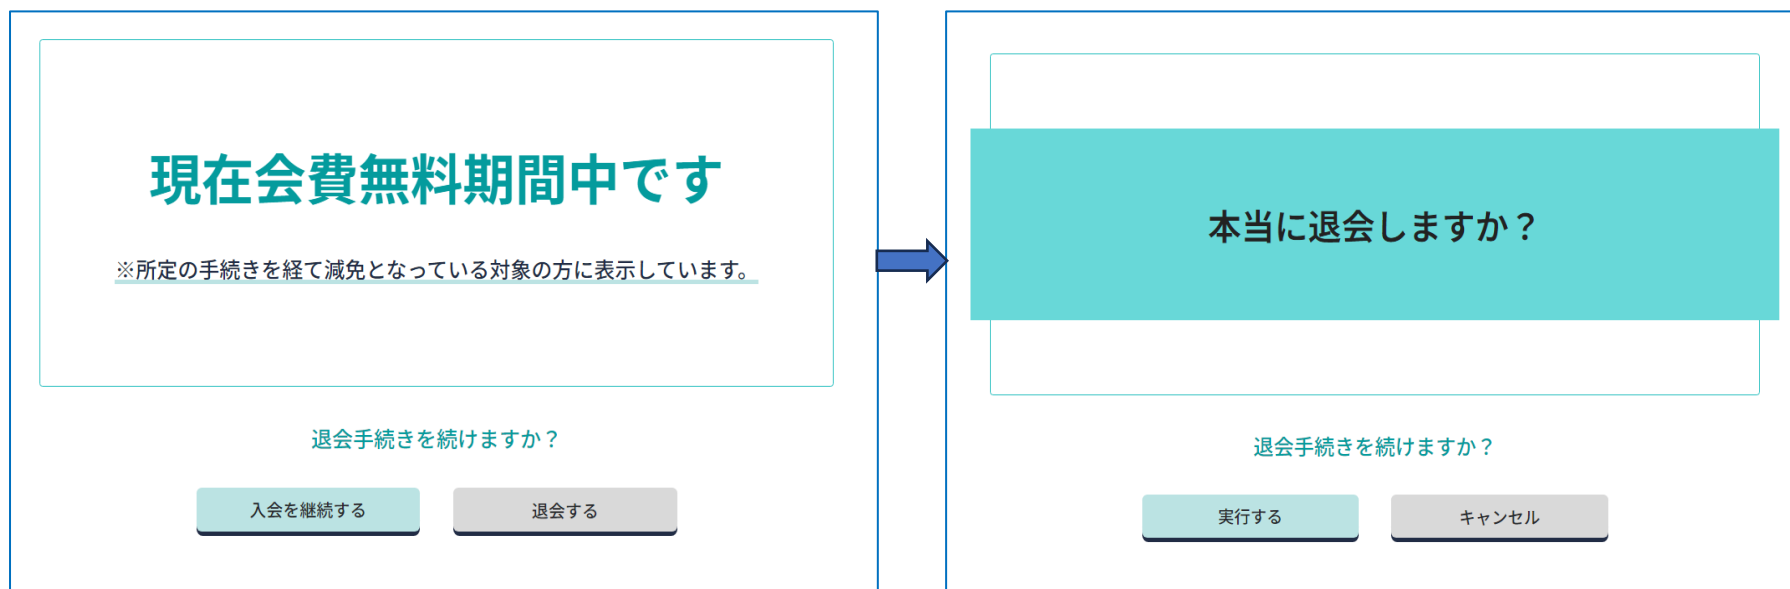 現在会費無料期間中です
※所定の手続きを経て減免となっている対象の方に表示しています。
退会手続きを続けますか？
入会を継続する
退会する
本当に退会しますか？
退会手続きを続けますか？
実行する
キャンセル